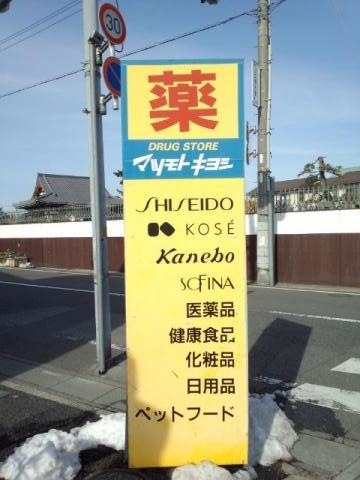 30
薬
DRUG STORE
マツモトキヨシ
SHISEIDO
KOSÉ
Kanebo
SOFINA
医薬品
健康食品
化粧品
日用品
ペットフード